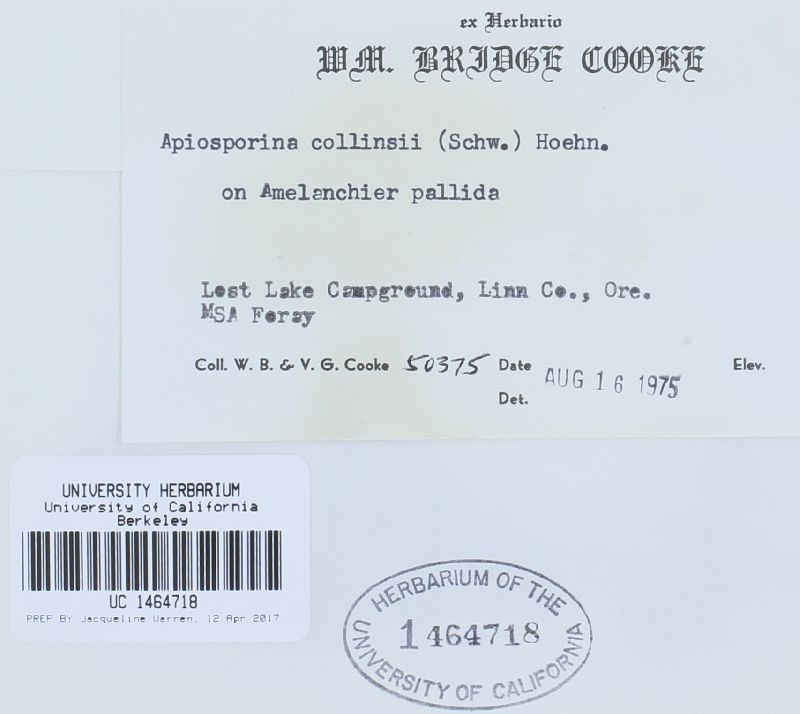 ex Herbario
WM. BRIDGE COOKE
Apiosporina collinsii (Schw.) Hoehn.
on Amelanchier pallida
Lost Lake Campground, Linn Co., Ore.
MSA Foray
Coll. W. B. & V. G. Cooke 50375 Date AUG 16 1975 Elev.
Det.
UNIVERSITY HERBARIUM
University of California
Berkeley
UC 1464718
PREP BY Jacqueline Warren, 12 Apr 2017
HERBARIUM OF THE
1464718
UNIVERSITY OF CALIFORNIA